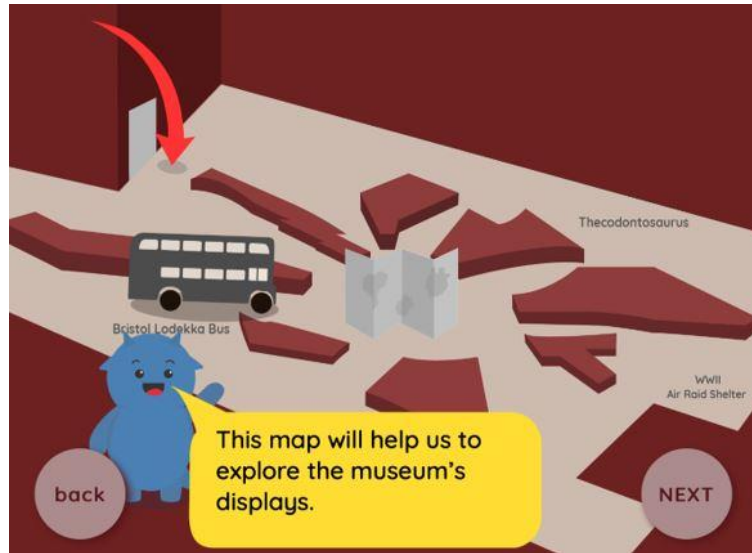 Thecodontosaurus
Bristol Lodekka Bus
WWII
Air Raid Shelter
This map will help us to
explore the museum's
displays.
back
NEXT